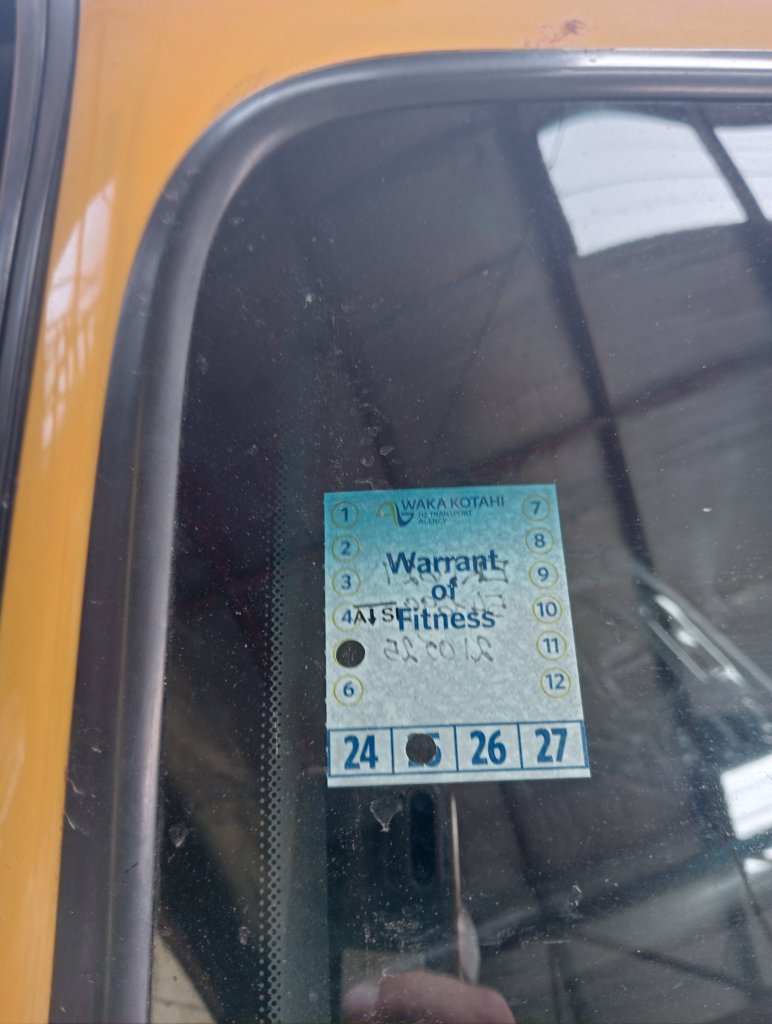 WAKA KOTAHI
NZ TRANSPORT
AGENCY
Warrant
of
Fitness
1
2
3
4
6
7
8
9
10
11
12
A↓S
24
26 27